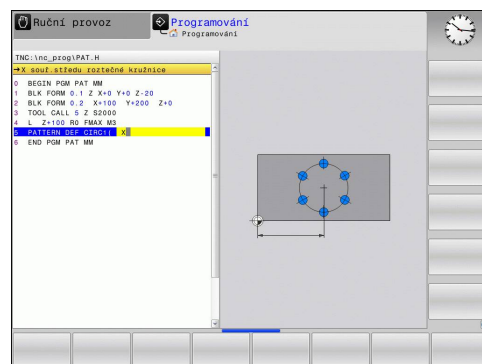 Ruční provoz
Programování
Programování
TNC:\nc_prog\PAT.H
→X souř.středu roztečné kružnice
0 BEGIN PGM PAT MM
1 BLK FORM 0.1 Z X+0 Y+0 Z-20
2 BLK FORM 0.2 X+100 Y+200 Z+0
3 TOOL CALL 5 Z S2000
4 L Z+100 R0 FMAX M3
5 PATTERN DEF CIRC1( X
6 END PGM PAT MM